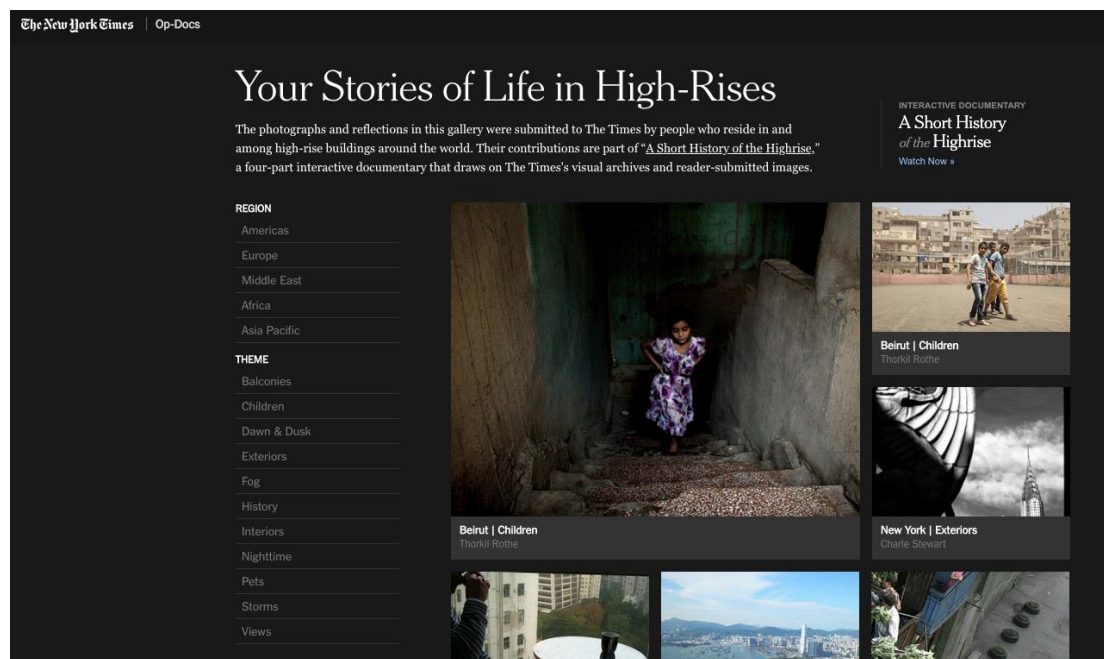 The New York Times | Op-Docs
Your Stories of Life in High-Rises
The photographs and reflections in this gallery were submitted to The Times by people who reside in and
among high-rise buildings around the world. Their contributions are part of “A Short History of the Highrise,”
a four-part interactive documentary that draws on The Times's visual archives and reader-submitted images.
INTERACTIVE DOCUMENTARY
A Short History
of the Highrise
Watch Now »
REGION
Americas
Europe
Middle East
Africa
Asia Pacific
THEME
Balconies
Children
Dawn & Dusk
Exteriors
Fog
History
Interiors
Nighttime
Pets
Storms
Views
Beirut | Children
Thorkil Rothe
Beirut | Children
Thorkil Rothe
New York | Exteriors
Charle Stewart